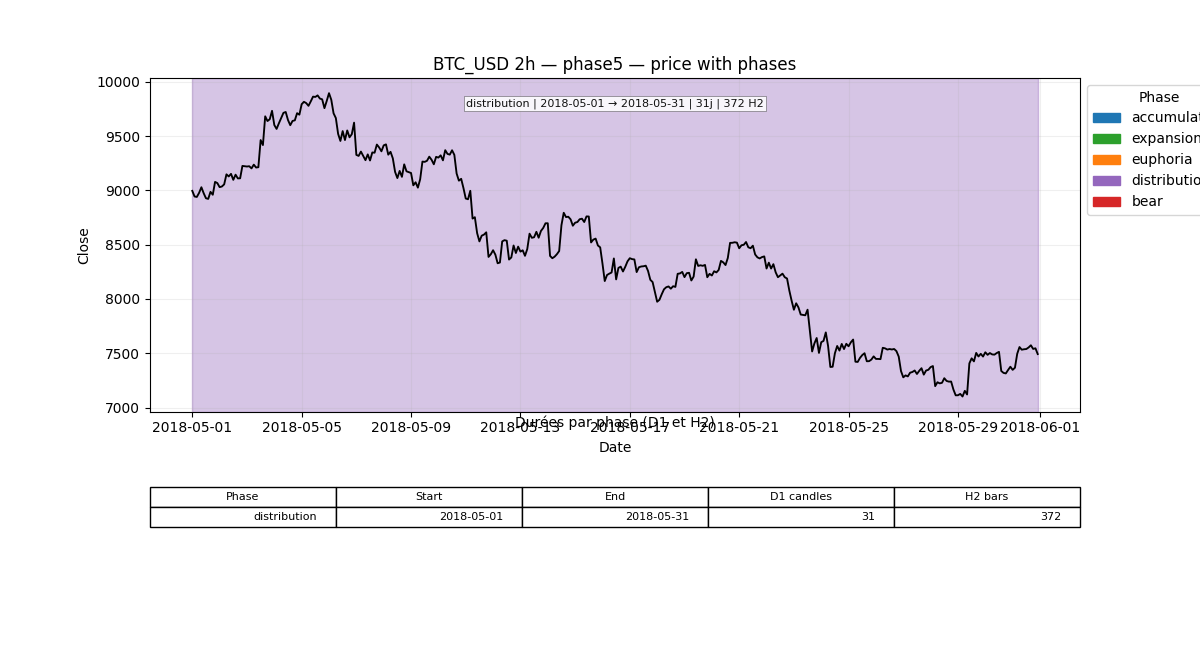 BTC_USD 2h — phase5 — price with phases
distribution | 2018-05-01 → 2018-05-31 | 31j | 372 H2
Close
10000
9500
9000
8500
8000
7500
7000
Phase
accumulat
expansion
euphoria
distributio
bear
Durées par phase (D1 et H2)
2018-05-01 2018-05-05 2018-05-09 2018-05-13 2018-05-17 2018-05-21 2018-05-25 2018-05-29 2018-06-01
Date
Phase Start End D1 candles H2 bars
distribution 2018-05-01 2018-05-31 31 372